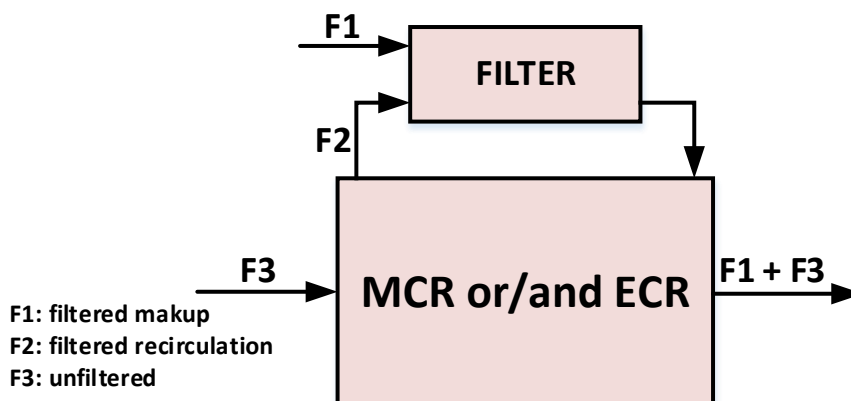 F1
FILTER
F2
F3
MCR or/and ECR
F1 + F3
F1: filtered makup
F2: filtered recirculation
F3: unfiltered